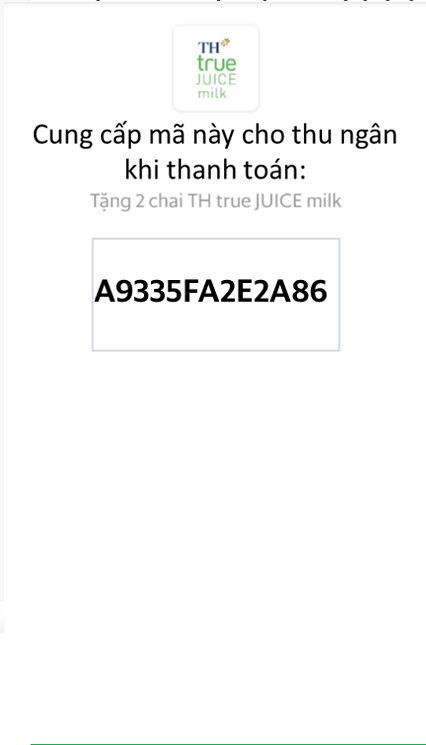 TH
true
JUICE
milk
Cung cấp mã này cho thu ngân
khi thanh toán:
Tặng 2 chai TH true JUICE milk
A9335FA2E2A86